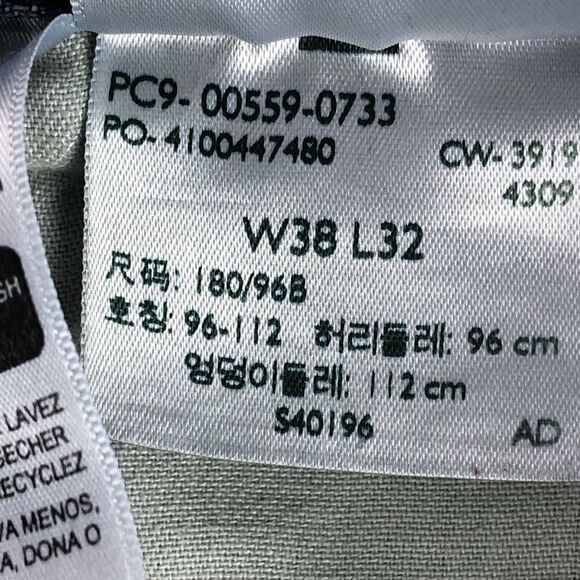 PC9- 00559-0733
PO- 4100447480
CW- 3919
4309
W38 L32
尺码: 180/96B
호칭: 96-112 허리둘레: 96 cm
엉덩이둘레: 112 cm
S40196
AD
SH
LAVEZ
SECHER
RECYCLEZ
MENOS,
A, DONA O